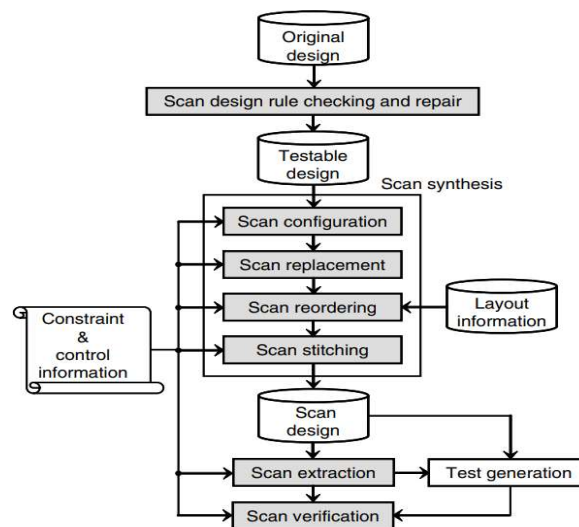 Original
design
Scan design rule checking and repair
Testable
design
Scan synthesis
Scan configuration
Scan replacement
Scan reordering
Layout
information
Constraint
&
control
information
Scan stitching
Scan
design
Scan extraction
Test generation
Scan verification